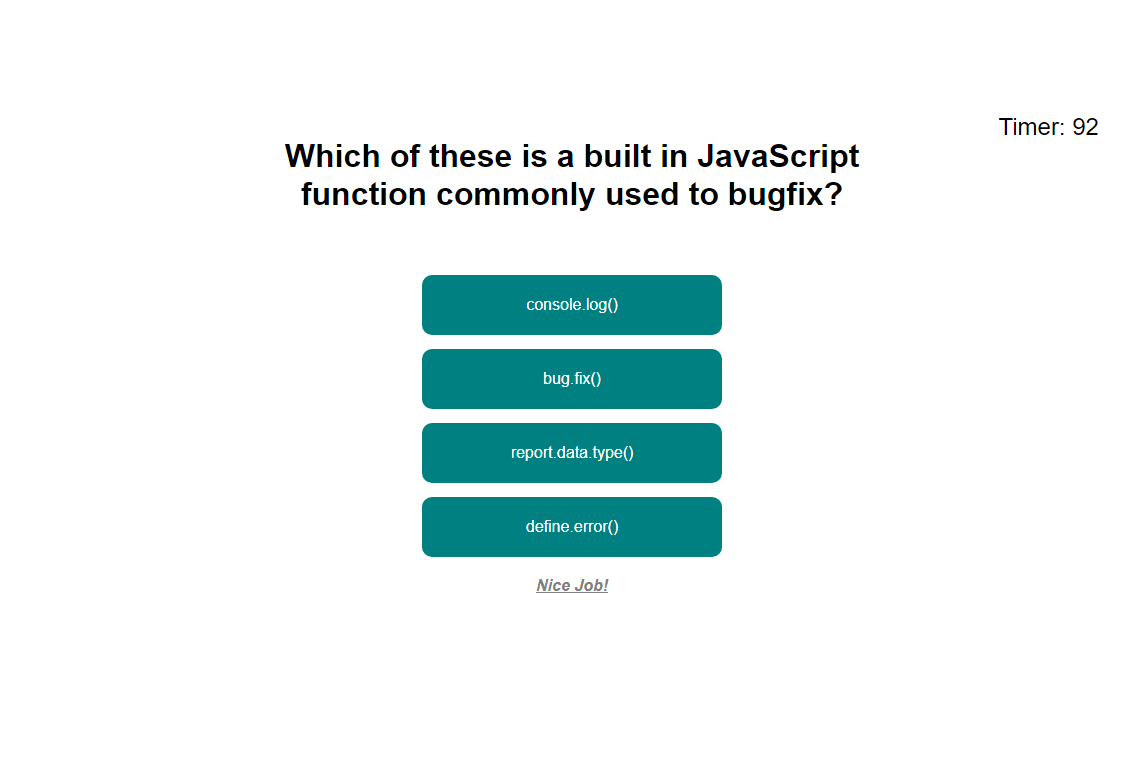 Timer: 92
Which of these is a built in JavaScript
function commonly used to bugfix?
console.log()
bug.fix()
report.data.type()
define.error()
Nice Job!